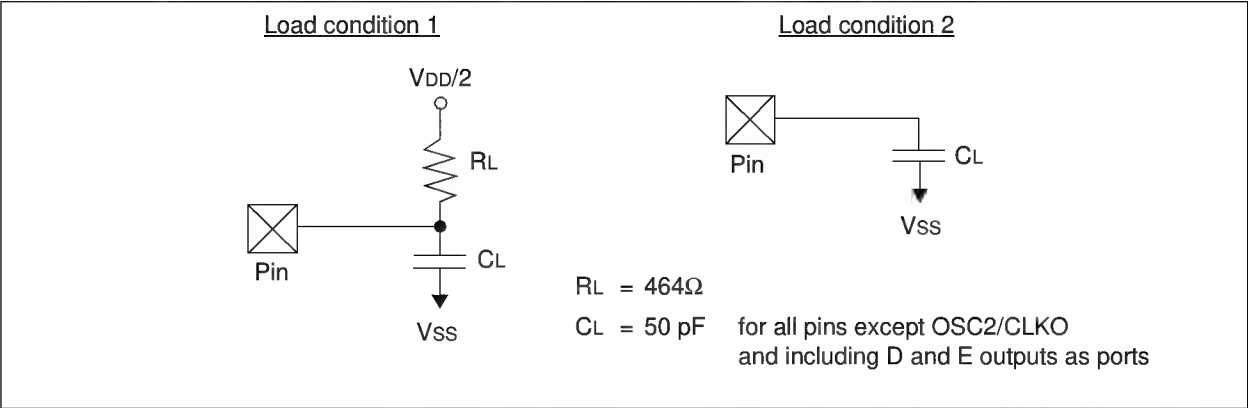 Load condition 1
VDD/2
RL
Pin
CL
VSS
Load condition 2
Pin
CL
VSS
RL = 464Ω
CL = 50 pF for all pins except OSC2/CLKO
and including D and E outputs as ports